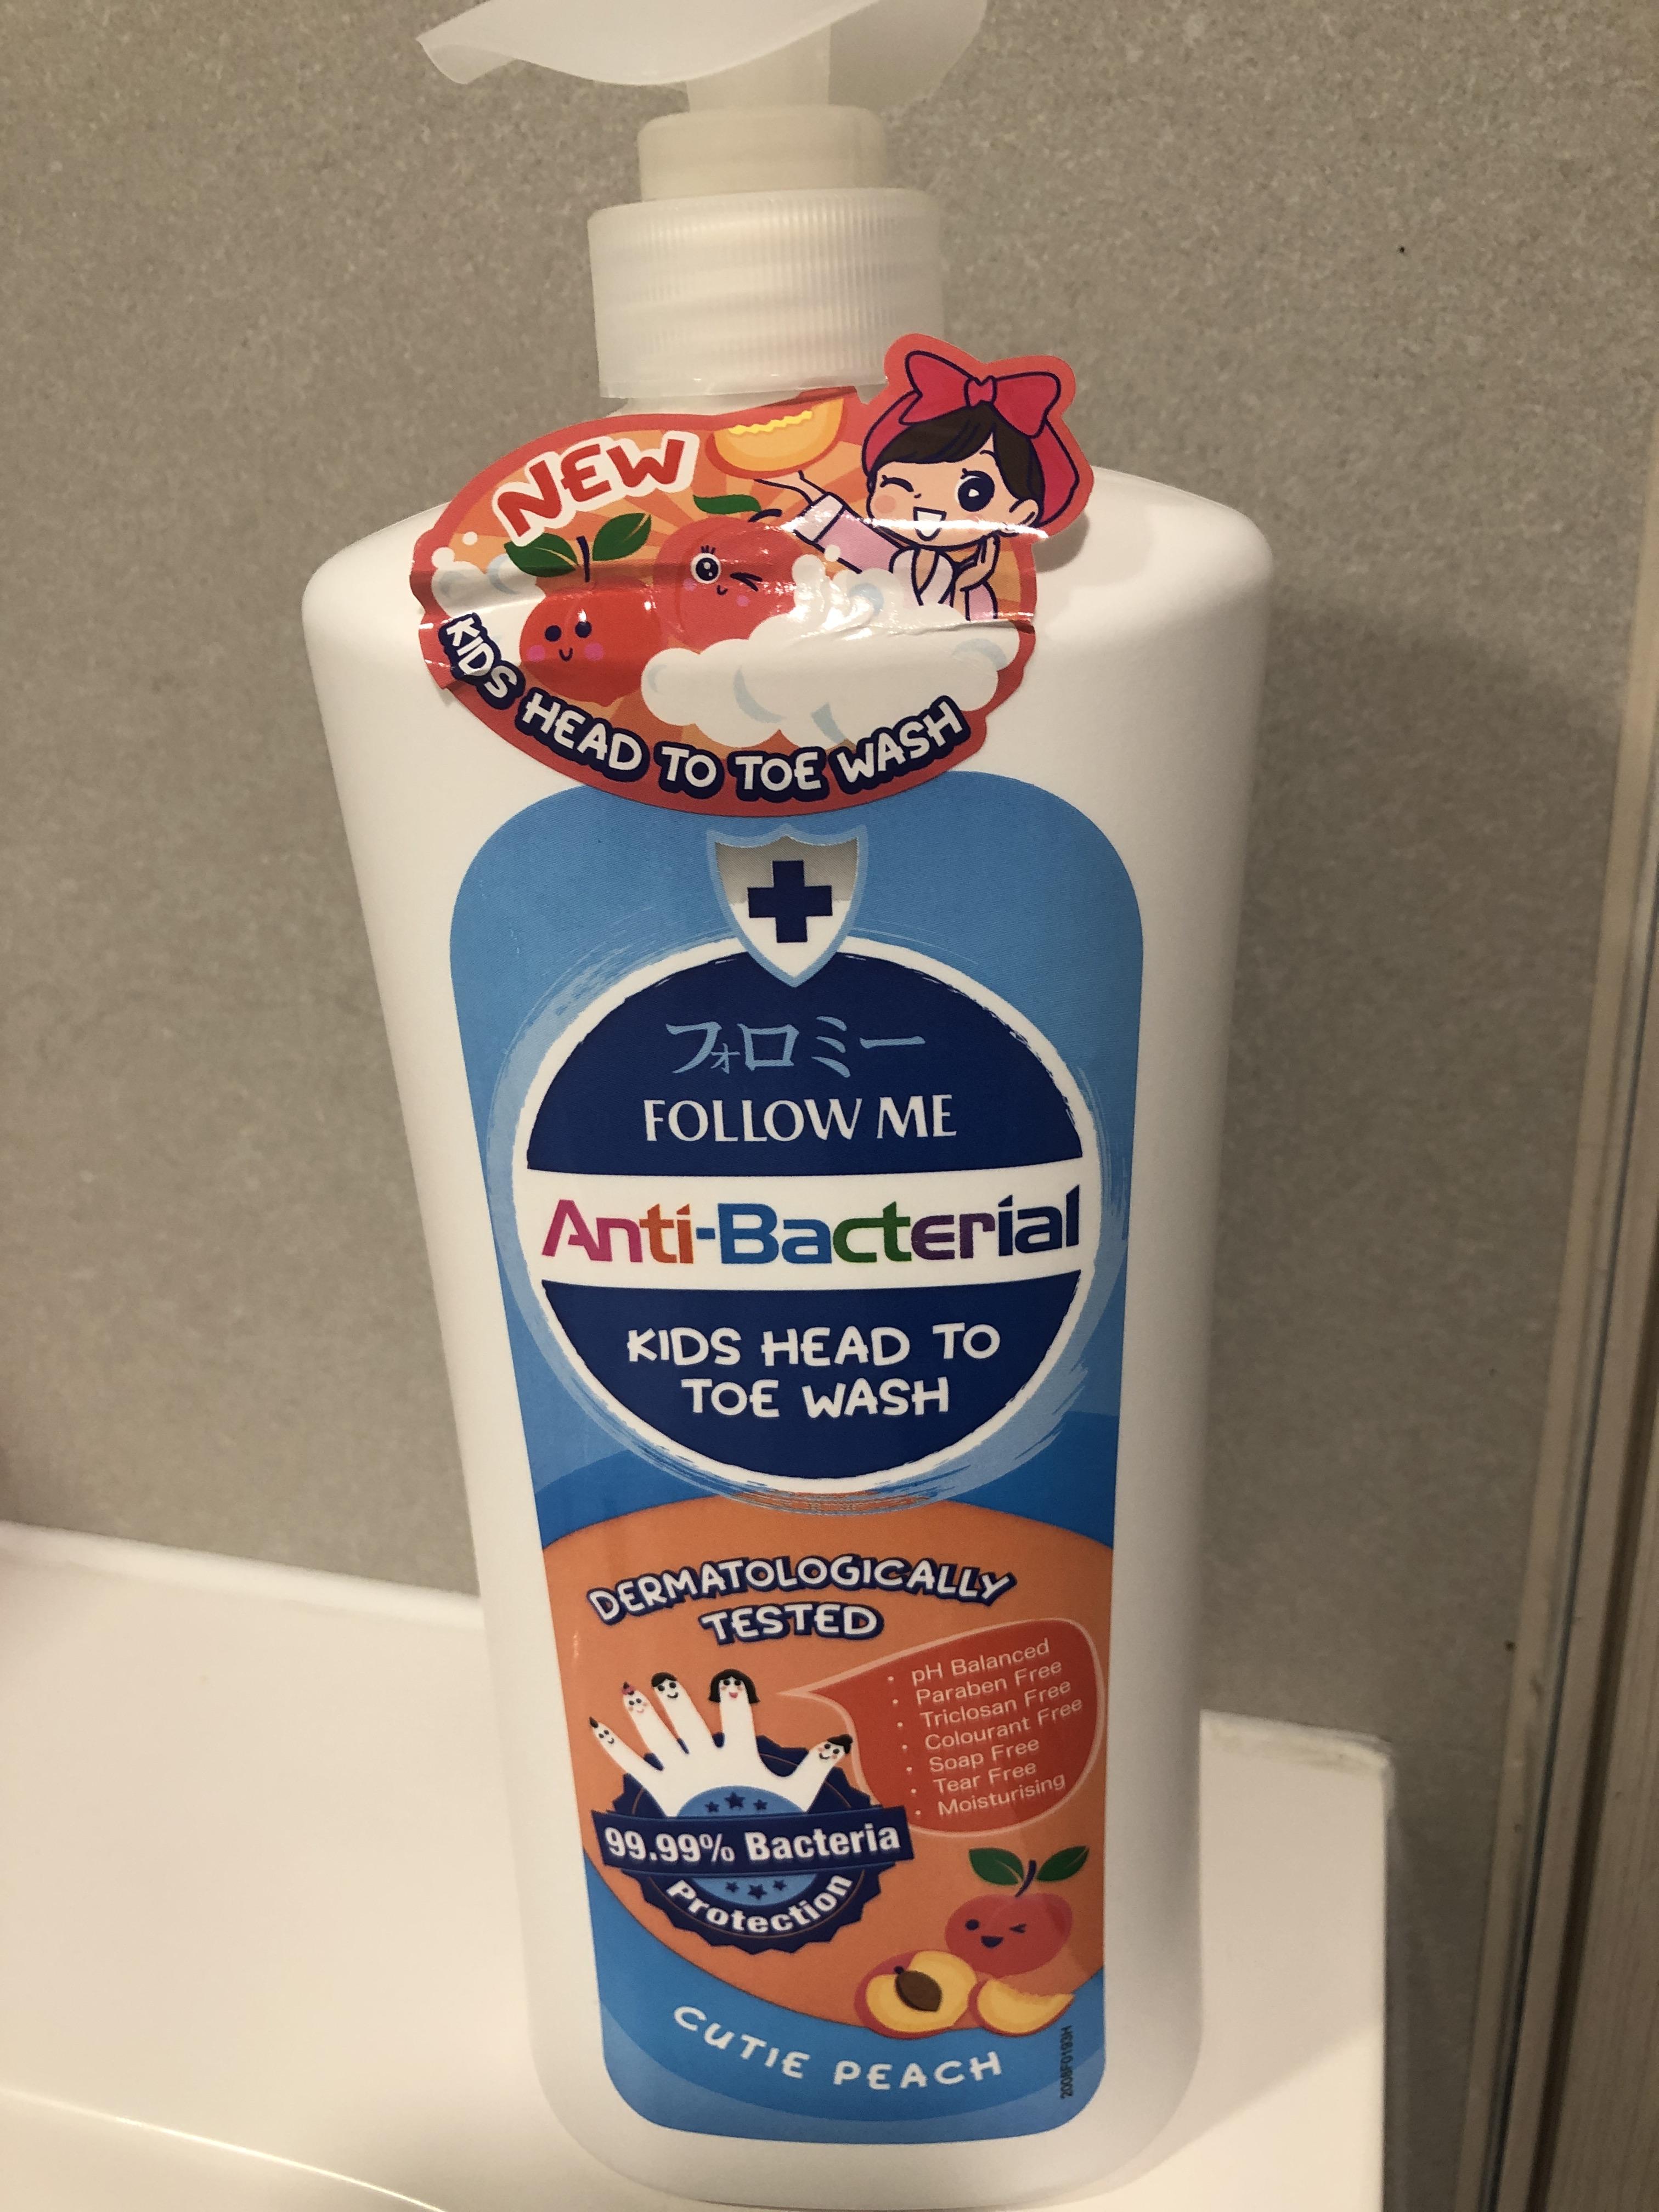 NEW
KIDS HEAD TO TOE WASH
フォロミー
FOLLOW ME
Anti-Bacterial
KIDS HEAD TO
TOE WASH
DERMATOLOGICALLY
TESTED
• pH Balanced
• Paraben Free
• Triclosan Free
• Colourant Free
• Soap Free
• Tear Free
• Moisturising
99.99% Bacteria
Protection
CUTIE PEACH
2008F0193H